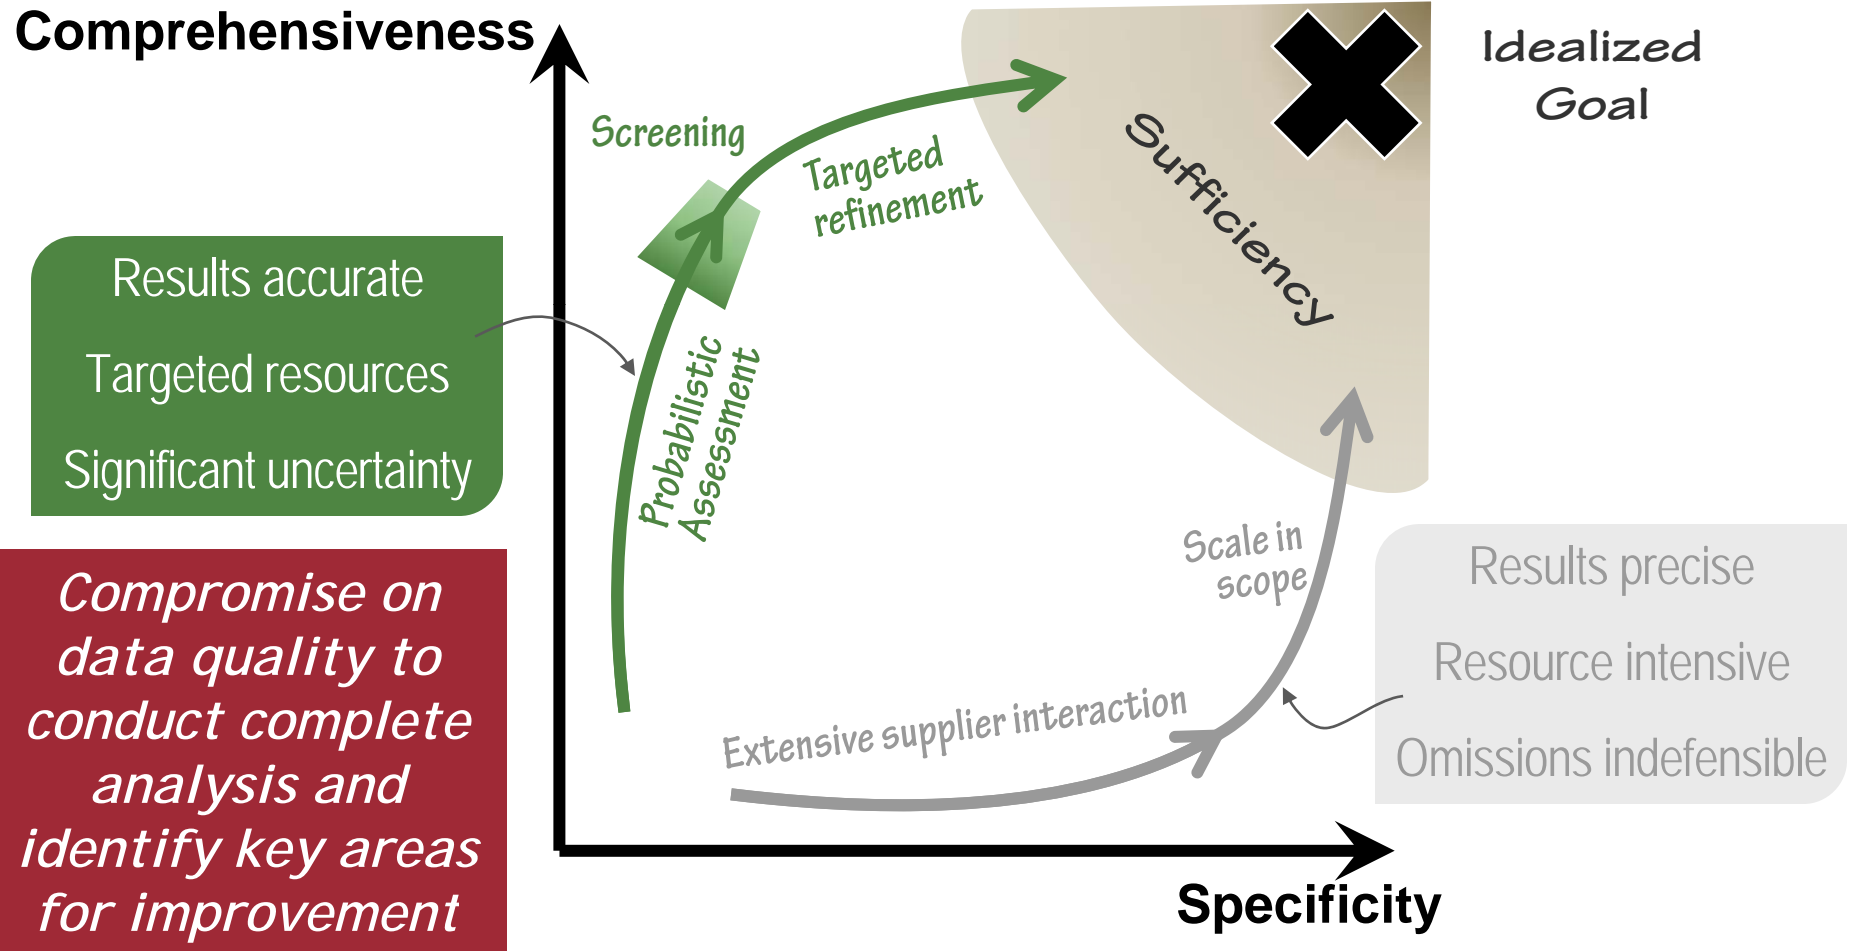 Comprehensiveness
Idealized
Goal
Screening
Targeted
refinement
Sufficiency
Results accurate
Targeted resources
Significant uncertainty
Probabilistic
Assessment
Compromise on
data quality to
conduct complete
analysis and
identify key areas
for improvement
Scale in
scope
Extensive supplier interaction
Results precise
Resource intensive
Omissions indefensible
Specificity